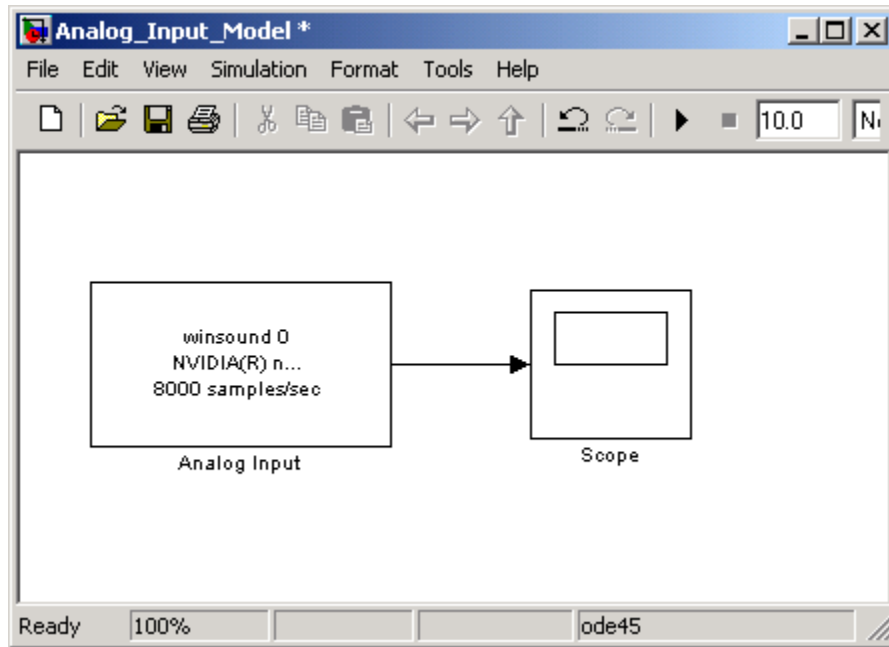 Analog_Input_Model *
File Edit View Simulation Format Tools Help
10.0
winsound 0
NVIDIA(R) n...
8000 samples/sec
Analog Input
Scope
Ready 100% ode45